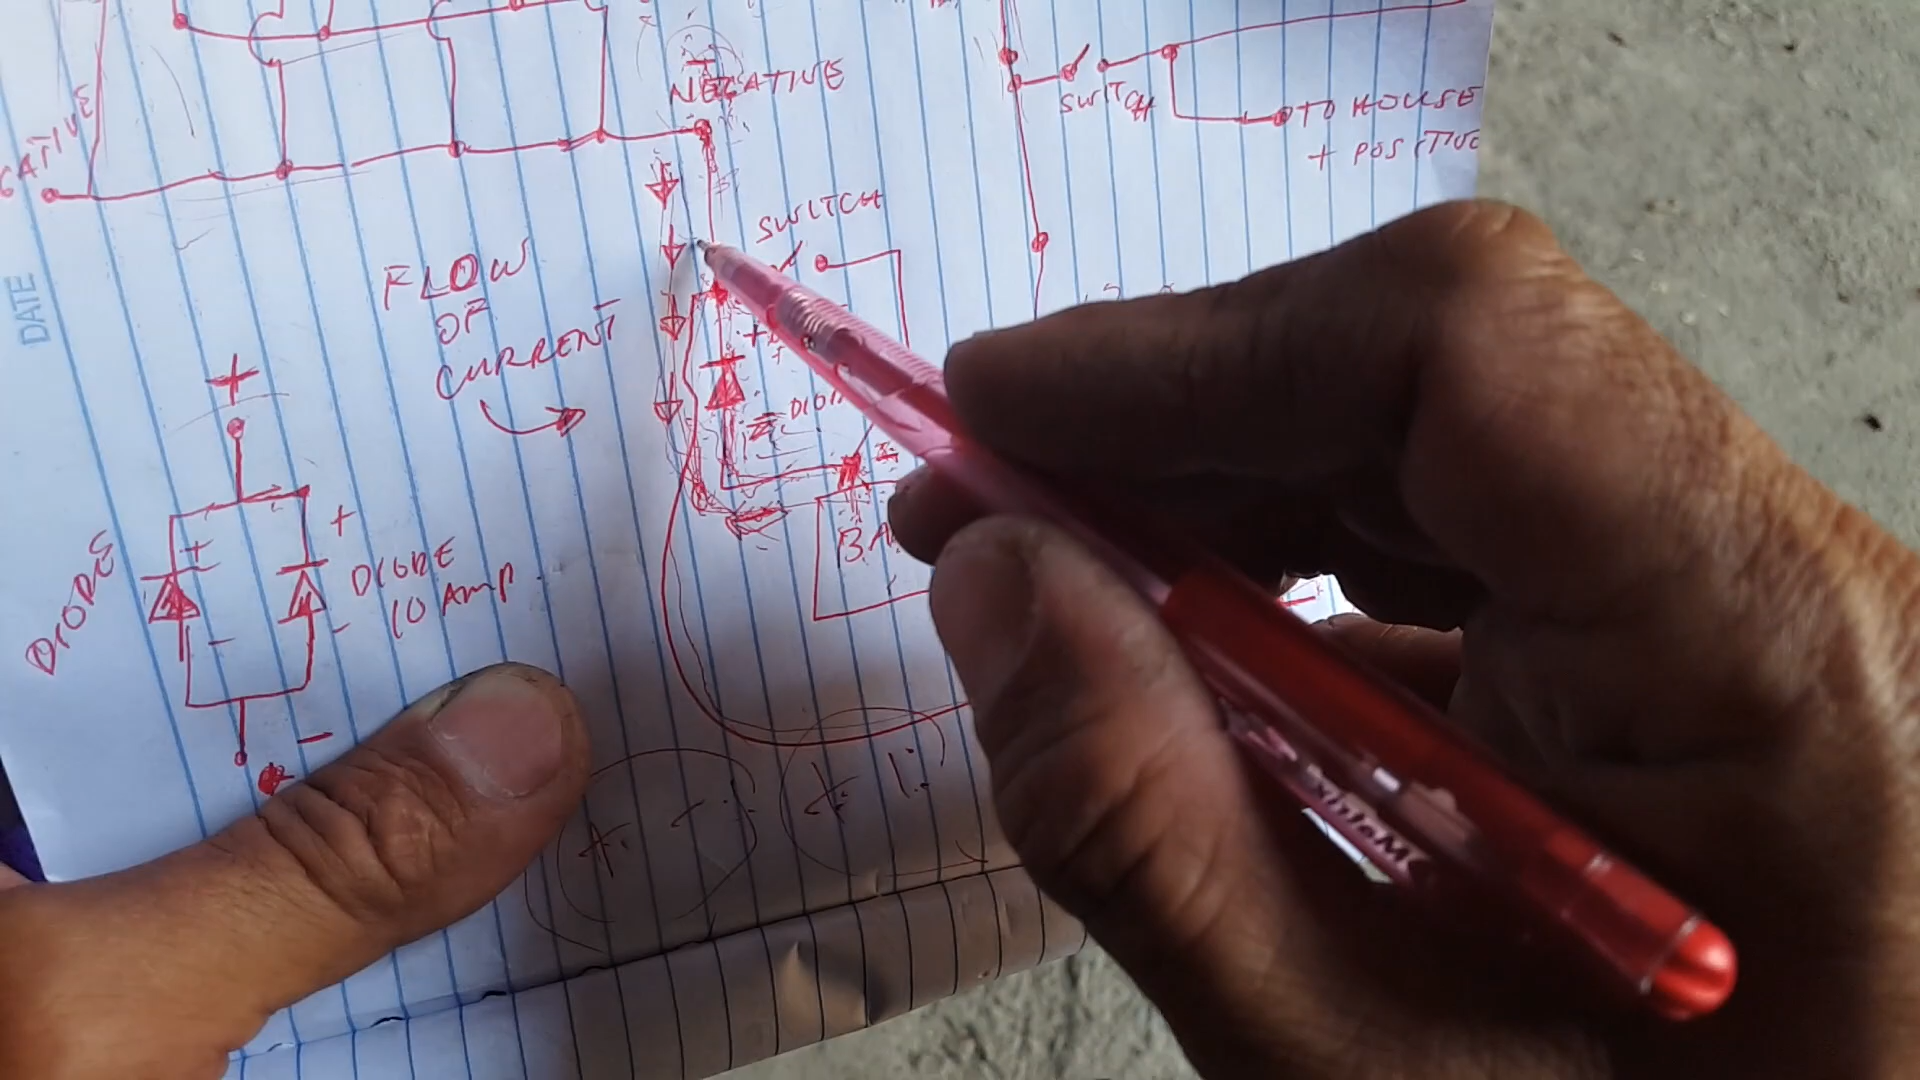 NEGATIVE
SWITCH
TO HOUSE
+ POSITIVE
GATIVE
SWITCH
DATE
FLOW
OF
CURRENT
+
+
DIODE
+
+
DIODE
10 AMP
-
-
-